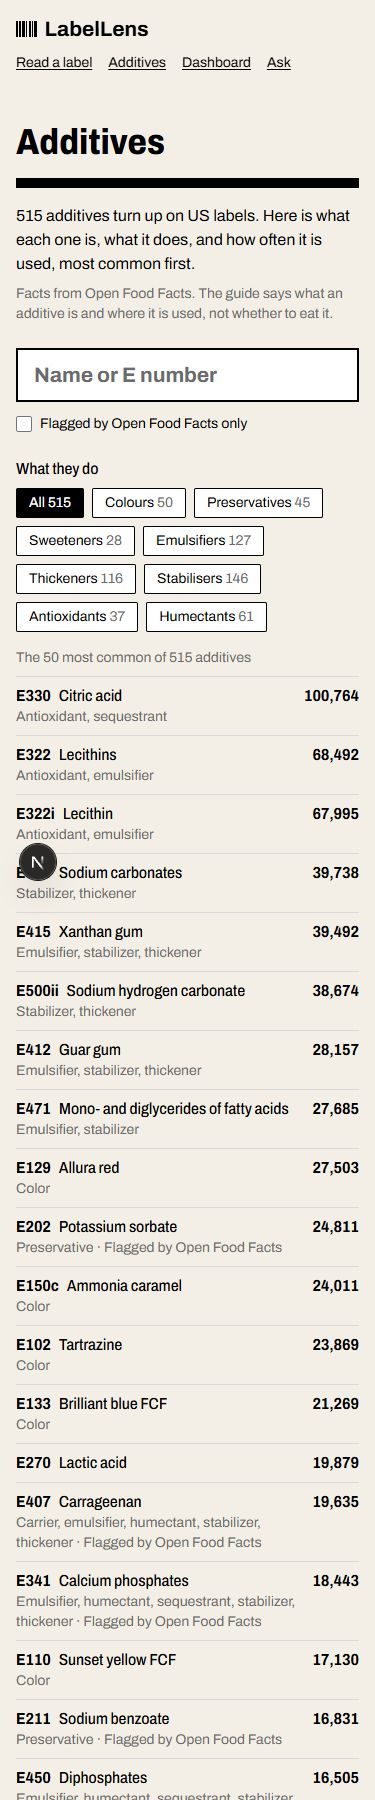 LabelLens
Read a label Additives Dashboard Ask
Additives
515 additives turn up on US labels. Here is what
each one is, what it does, and how often it is
used, most common first.
Facts from Open Food Facts. The guide says what an
additive is and where it is used, not whether to eat it.
Name or E number
Flagged by Open Food Facts only
What they do
All 515 Colours 50 Preservatives 45
Sweeteners 28 Emulsifiers 127
Thickeners 116 Stabilisers 146
Antioxidants 37 Humectants 61
The 50 most common of 515 additives
E330 Citric acid 100,764
Antioxidant, sequestrant
E322 Lecithins 68,492
Antioxidant, emulsifier
E322i Lecithin 67,995
Antioxidant, emulsifier
N
Sodium carbonates 39,738
Stabilizer, thickener
E415 Xanthan gum 39,492
Emulsifier, stabilizer, thickener
E500ii Sodium hydrogen carbonate 38,674
Stabilizer, thickener
E412 Guar gum 28,157
Emulsifier, stabilizer, thickener
E471 Mono- and diglycerides of fatty acids 27,685
Emulsifier, stabilizer
E129 Allura red 27,503
Color
E202 Potassium sorbate 24,811
Preservative · Flagged by Open Food Facts
E150c Ammonia caramel 24,011
Color
E102 Tartrazine 23,869
Color
E133 Brilliant blue FCF 21,269
Color
E270 Lactic acid 19,879
E407 Carrageenan 19,635
Carrier, emulsifier, humectant, stabilizer,
thickener · Flagged by Open Food Facts
E341 Calcium phosphates 18,443
Emulsifier, humectant, sequestrant, stabilizer,
thickener · Flagged by Open Food Facts
E110 Sunset yellow FCF 17,130
Color
E211 Sodium benzoate 16,831
Preservative · Flagged by Open Food Facts
E450 Diphosphates 16,505
Emulsifier, humectant, sequestrant, stabilizer,